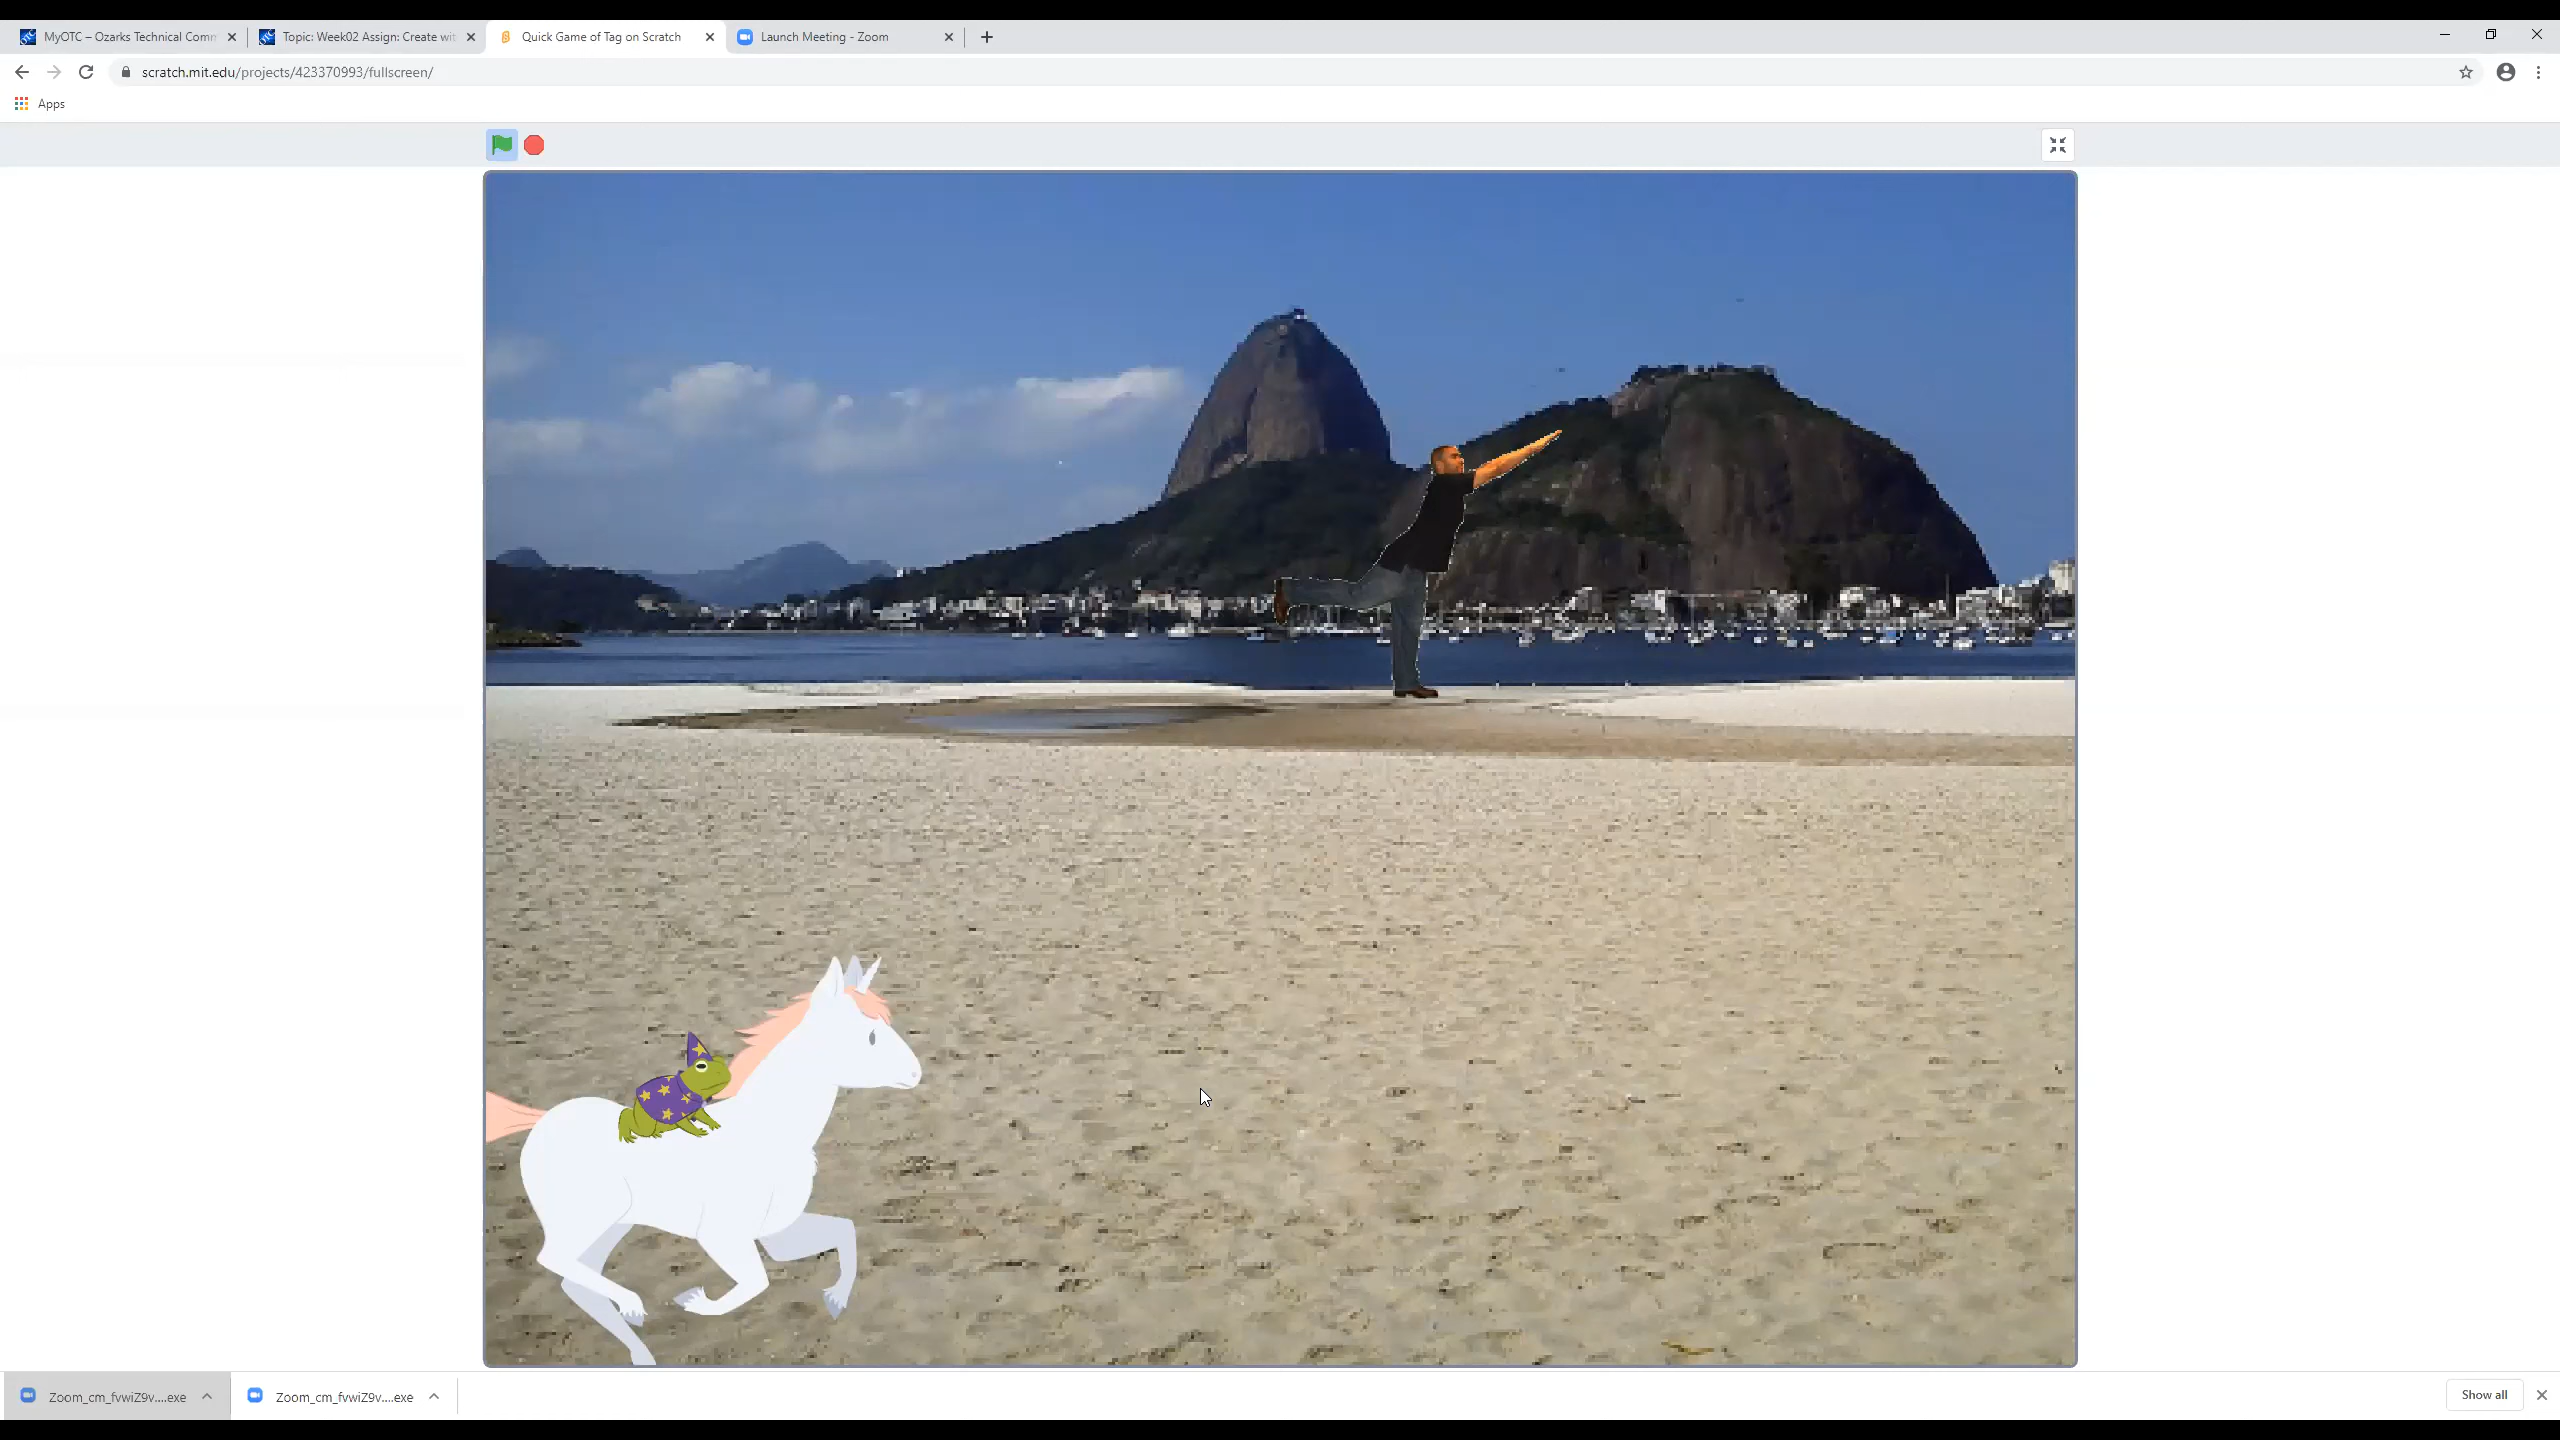 MyOTC – Ozarks Technical Comm
Topic: Week02 Assign: Create wit
Quick Game of Tag on Scratch
Launch Meeting - Zoom
scratch.mit.edu/projects/423370993/fullscreen/
Apps
Zoom_cm_fvwiZ9v....exe
Zoom_cm_fvwiZ9v....exe
Show all